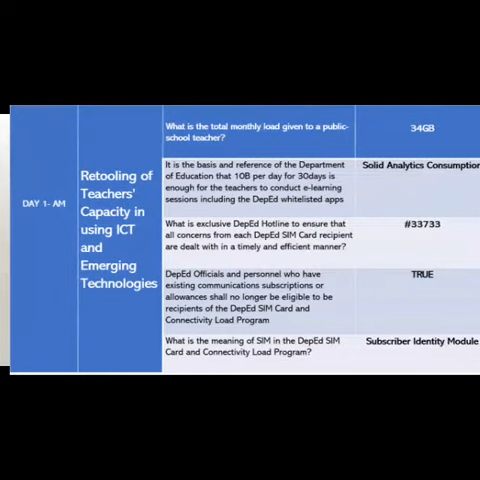 DAY 1- AM
Retooling of
Teachers'
Capacity in
using ICT
and
Emerging
Technologies
What is the total monthly load given to a public-
school teacher?
34GB
It is the basis and reference of the Department
of Education that 10B per day for 30days is
enough for the teachers to conduct e-learning
sessions including the DepEd whitelisted apps
Solid Analytics Consumption
What is exclusive DepEd Hotline to ensure that
all concerns from each DepEd SIM Card recipient
are dealt with in a timely and efficient manner?
#33733
DepEd Officials and personnel who have
existing communications subscriptions or
allowances shall no longer be eligible to be
recipients of the DepEd SIM Card and
Connectivity Load Program
TRUE
What is the meaning of SIM in the DepEd SIM
Card and Connectivity Load Program?
Subscriber Identity Module